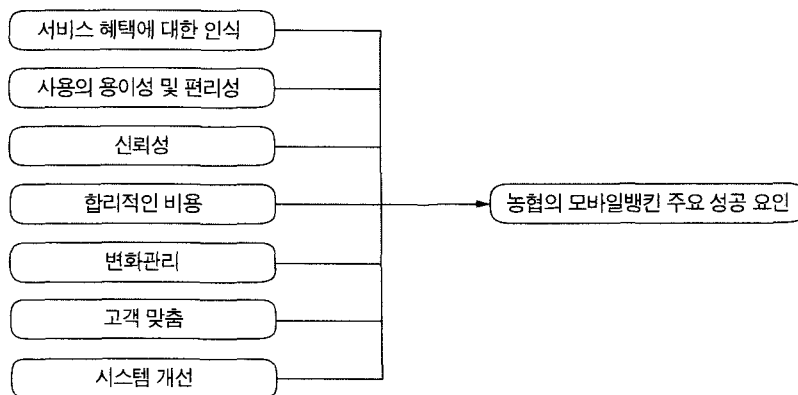 서비스 혜택에 대한 인식
사용의 용이성 및 편리성
신뢰성
합리적인 비용
농협의 모바일뱅킨 주요 성공 요인
변화관리
고객 맞춤
시스템 개선